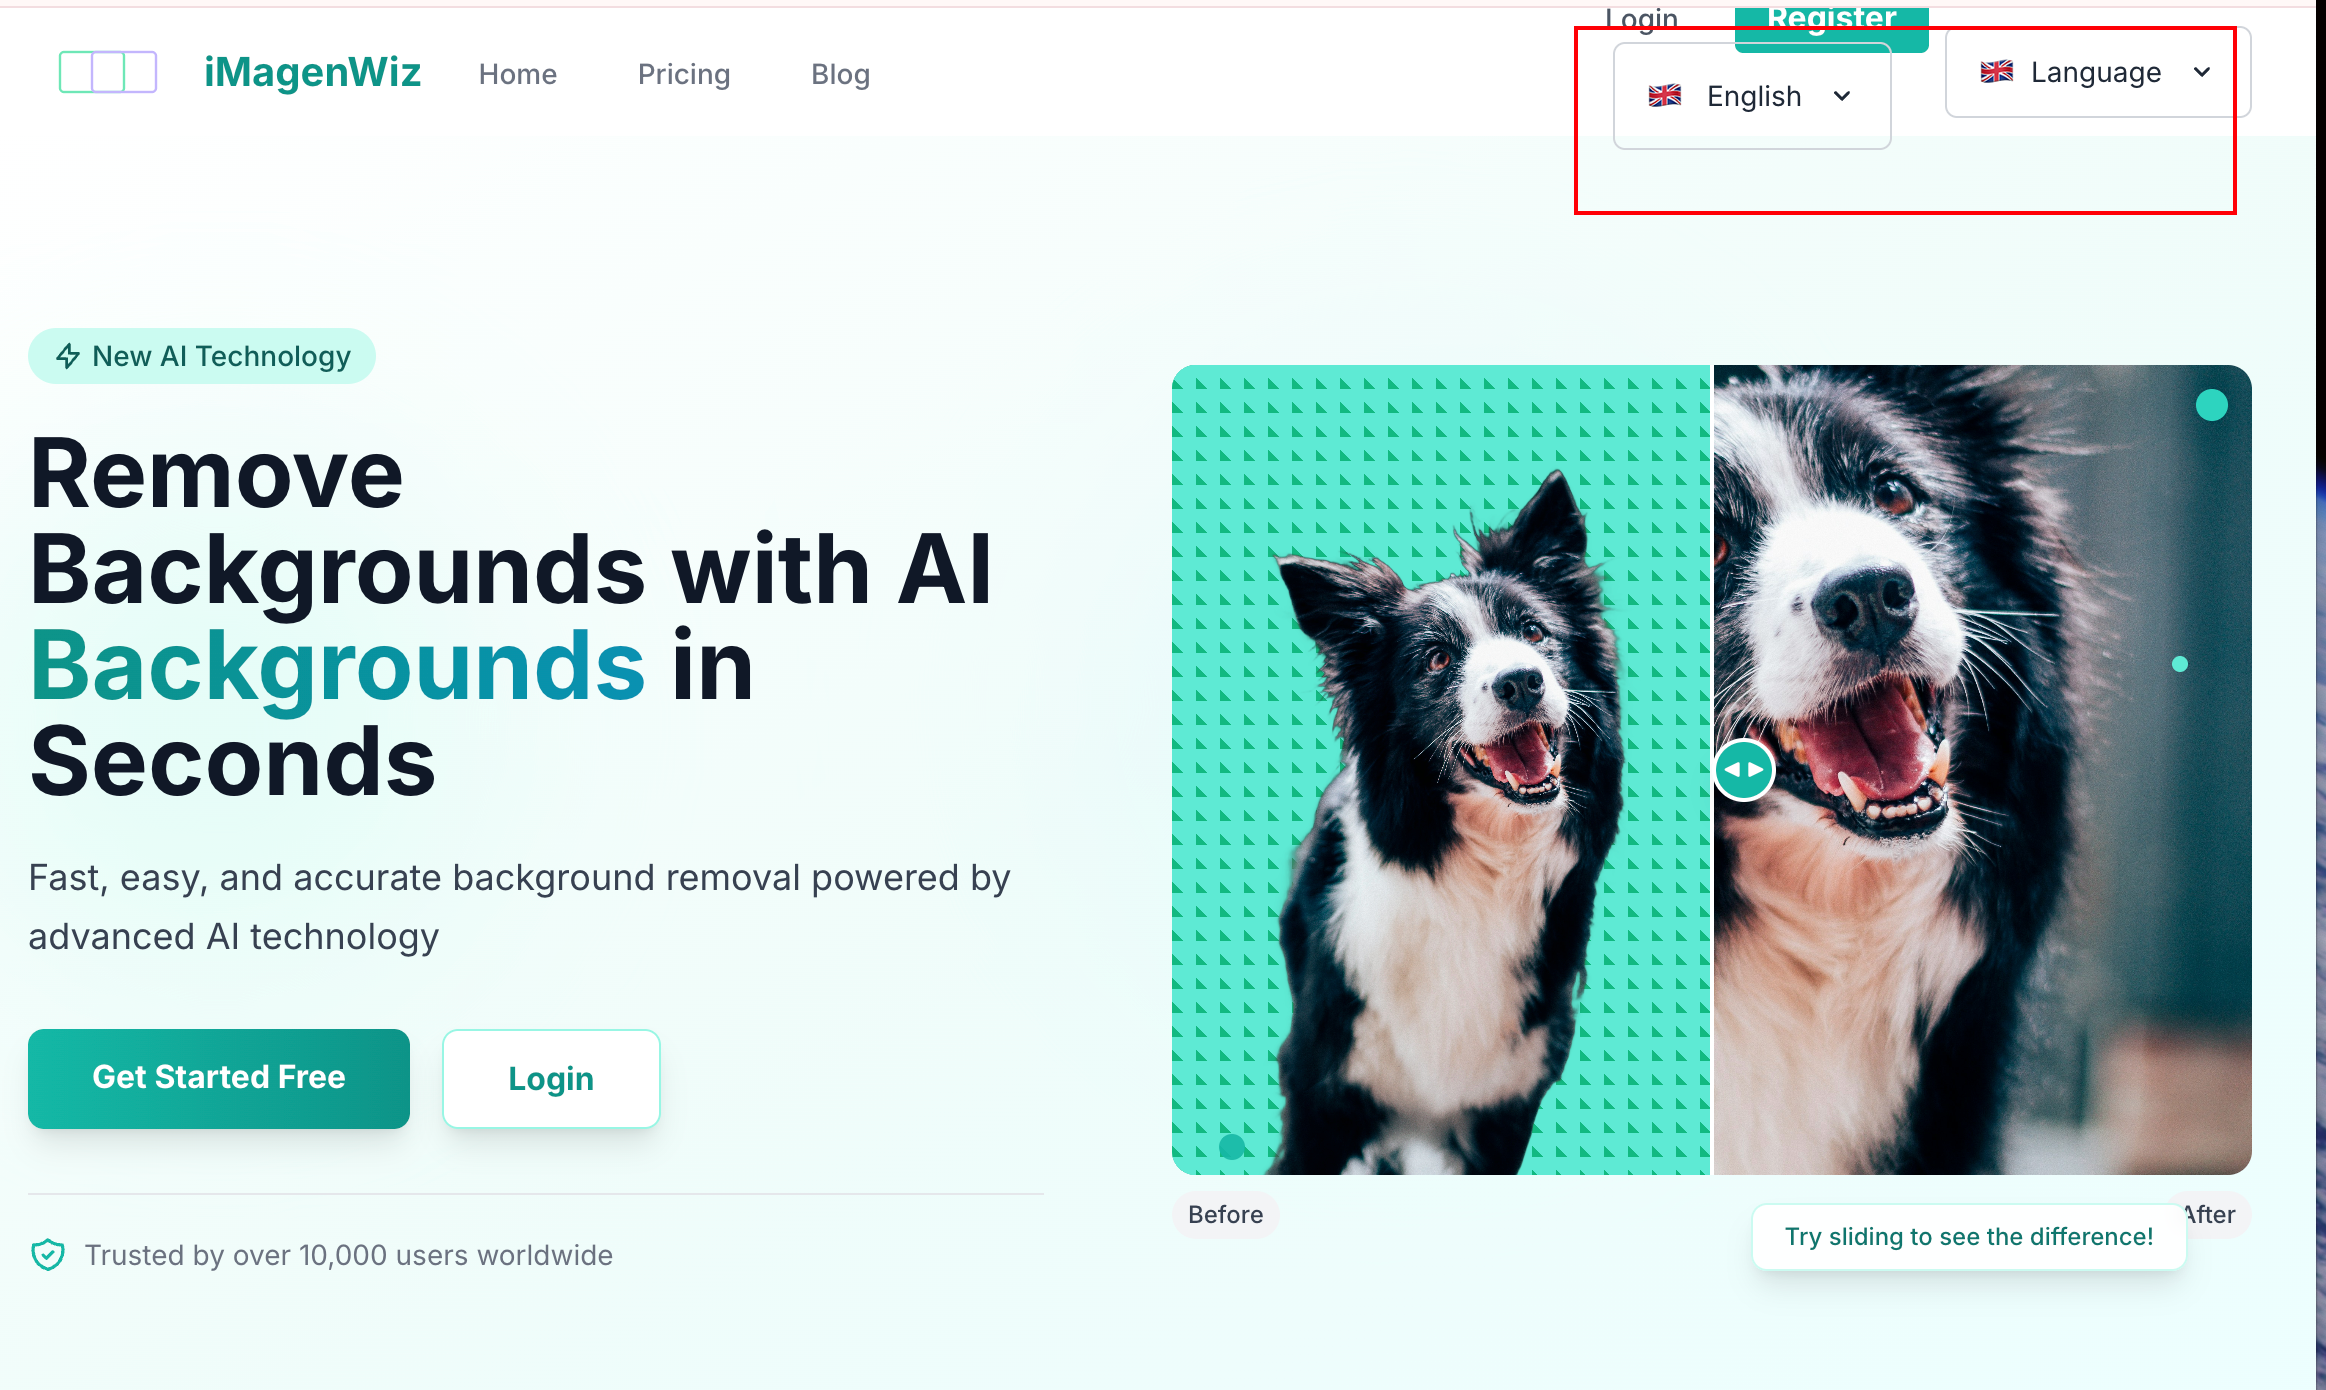 Login
Register
iMagenWiz
Home
Pricing
Blog
English
Language
New AI Technology
Remove
Backgrounds with AI
Backgrounds in
Seconds
Fast, easy, and accurate background removal powered by
advanced AI technology
Get Started Free
Login
Trusted by over 10,000 users worldwide
Before
After
Try sliding to see the difference!